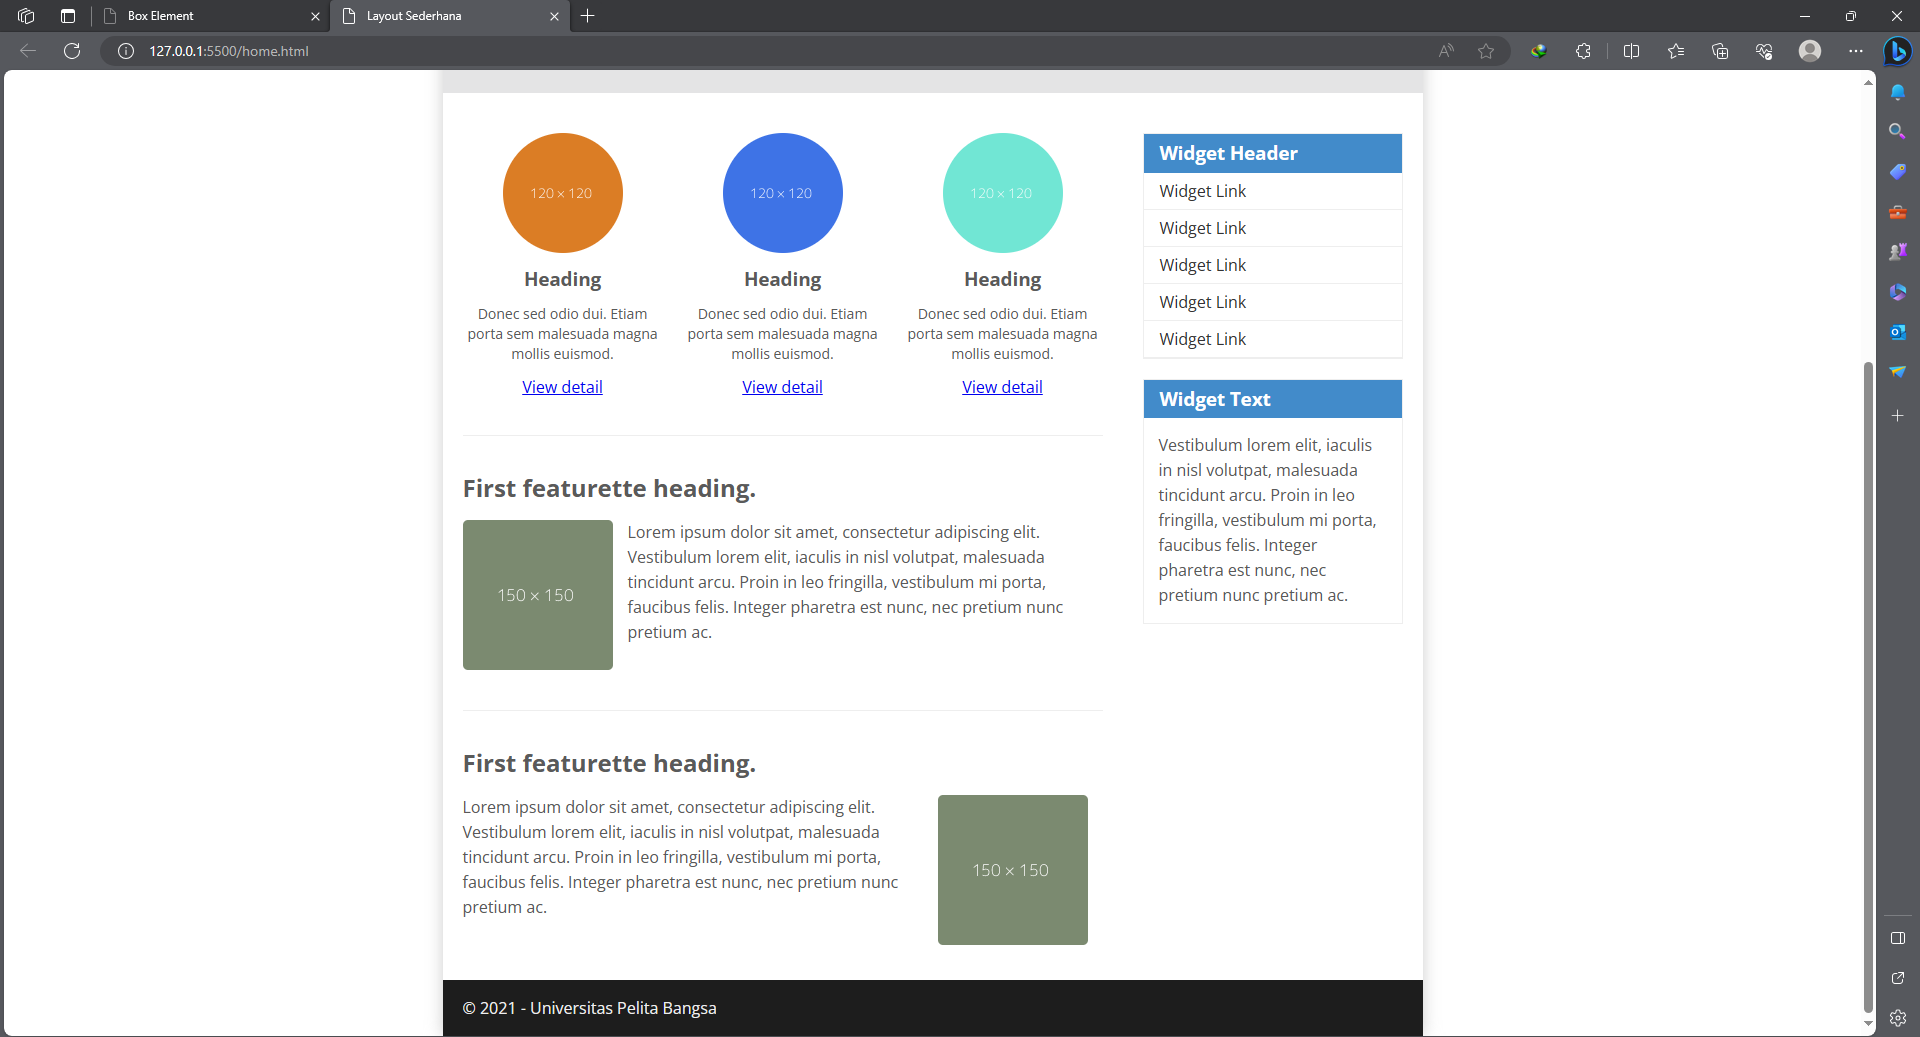 Box Element
Layout Sederhana
127.0.0.1:5500/home.html
120 × 120
120 × 120
120 × 120
Heading
Heading
Heading
Donec sed odio dui. Etiam
porta sem malesuada magna
mollis euismod.
Donec sed odio dui. Etiam
porta sem malesuada magna
mollis euismod.
Donec sed odio dui. Etiam
porta sem malesuada magna
mollis euismod.
View detail
View detail
View detail
First featurette heading.
150 × 150
Lorem ipsum dolor sit amet, consectetur adipiscing elit.
Vestibulum lorem elit, iaculis in nisl volutpat, malesuada
tincidunt arcu. Proin in leo fringilla, vestibulum mi porta,
faucibus felis. Integer pharetra est nunc, nec pretium nunc
pretium ac.
First featurette heading.
Lorem ipsum dolor sit amet, consectetur adipiscing elit.
Vestibulum lorem elit, iaculis in nisl volutpat, malesuada
tincidunt arcu. Proin in leo fringilla, vestibulum mi porta,
faucibus felis. Integer pharetra est nunc, nec pretium nunc
pretium ac.
150 × 150
Widget Header
Widget Link
Widget Link
Widget Link
Widget Link
Widget Link
Widget Text
Vestibulum lorem elit, iaculis
in nisl volutpat, malesuada
tincidunt arcu. Proin in leo
fringilla, vestibulum mi porta,
faucibus felis. Integer
pharetra est nunc, nec
pretium nunc pretium ac.
© 2021 - Universitas Pelita Bangsa